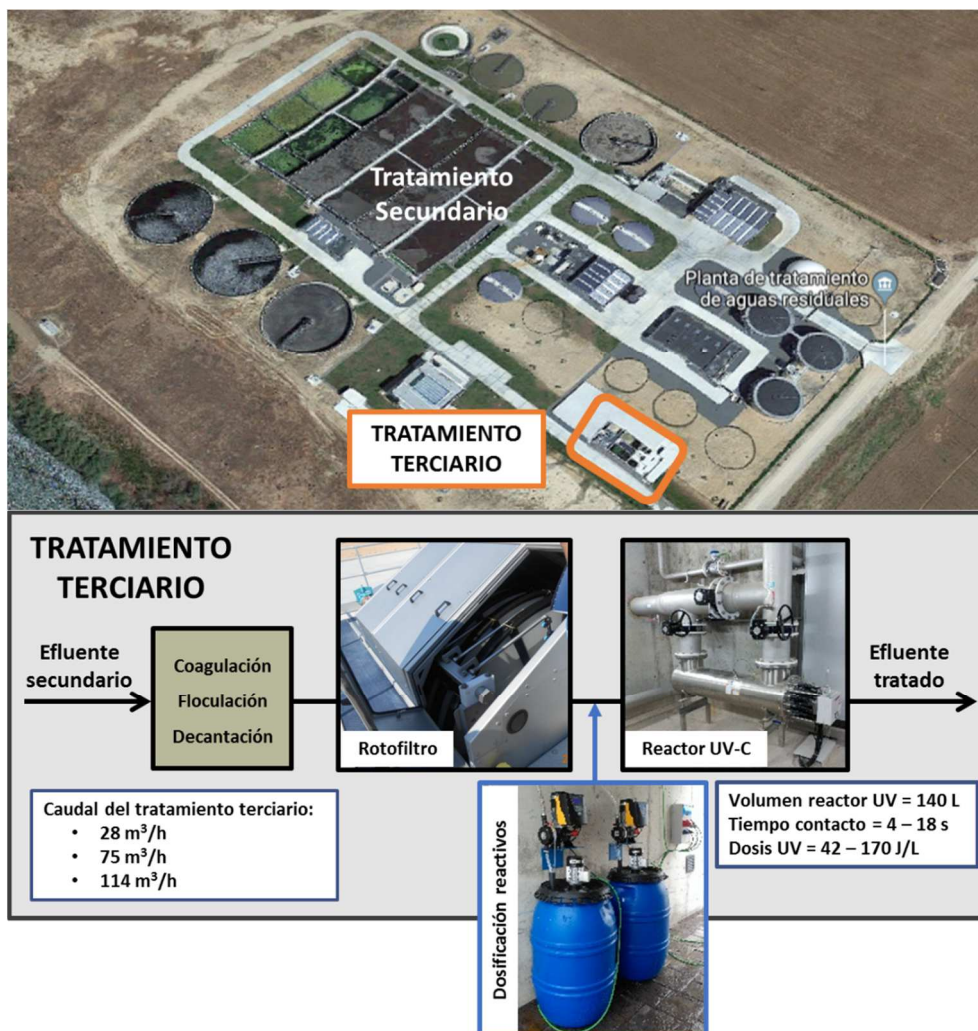 Tratamiento
Secundario
Planta de tratamiento
de aguas residuales
TRATAMIENTO
TERCIARIO
TRATAMIENTO
TERCIARIO
Efluente
secundario
Coagulación
Floculación
Decantación
Rotofiltro
Reactor UV-C
Efluente
tratado
Caudal del tratamiento terciario:
• 28 m³/h
• 75 m³/h
• 114 m³/h
Dosificación reactivos
Volumen reactor UV = 140 L
Tiempo contacto = 4 – 18 s
Dosis UV = 42 – 170 J/L